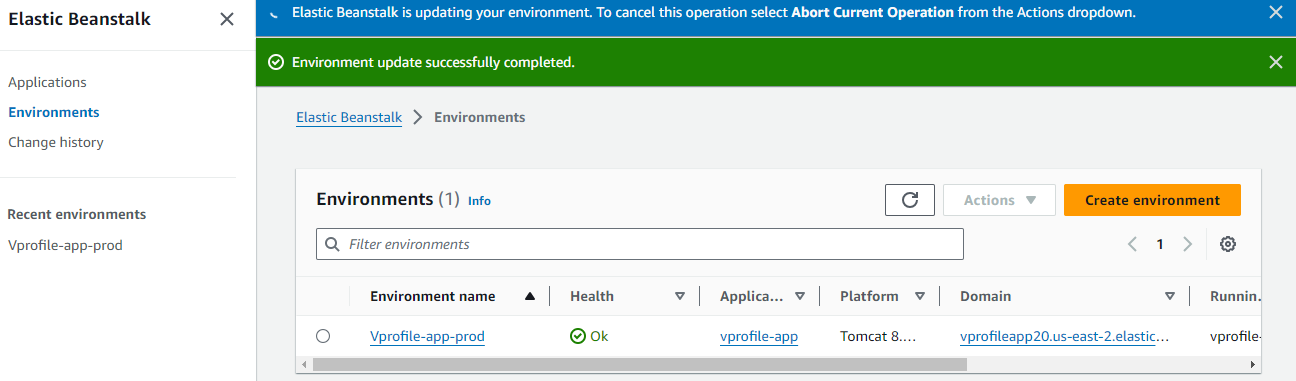 Elastic Beanstalk
Elastic Beanstalk is updating your environment. To cancel this operation select Abort Current Operation from the Actions dropdown.
Environment update successfully completed.
Applications
Environments
Change history
Recent environments
Vprofile-app-prod
Elastic Beanstalk > Environments
Environments (1) Info
Actions
Create environment
Filter environments
1
Environment name Health Applica... Platform Domain Runnin...
Vprofile-app-prod Ok vprofile-app Tomcat 8.... vprofileapp20.us-east-2.elastic... vprofile-